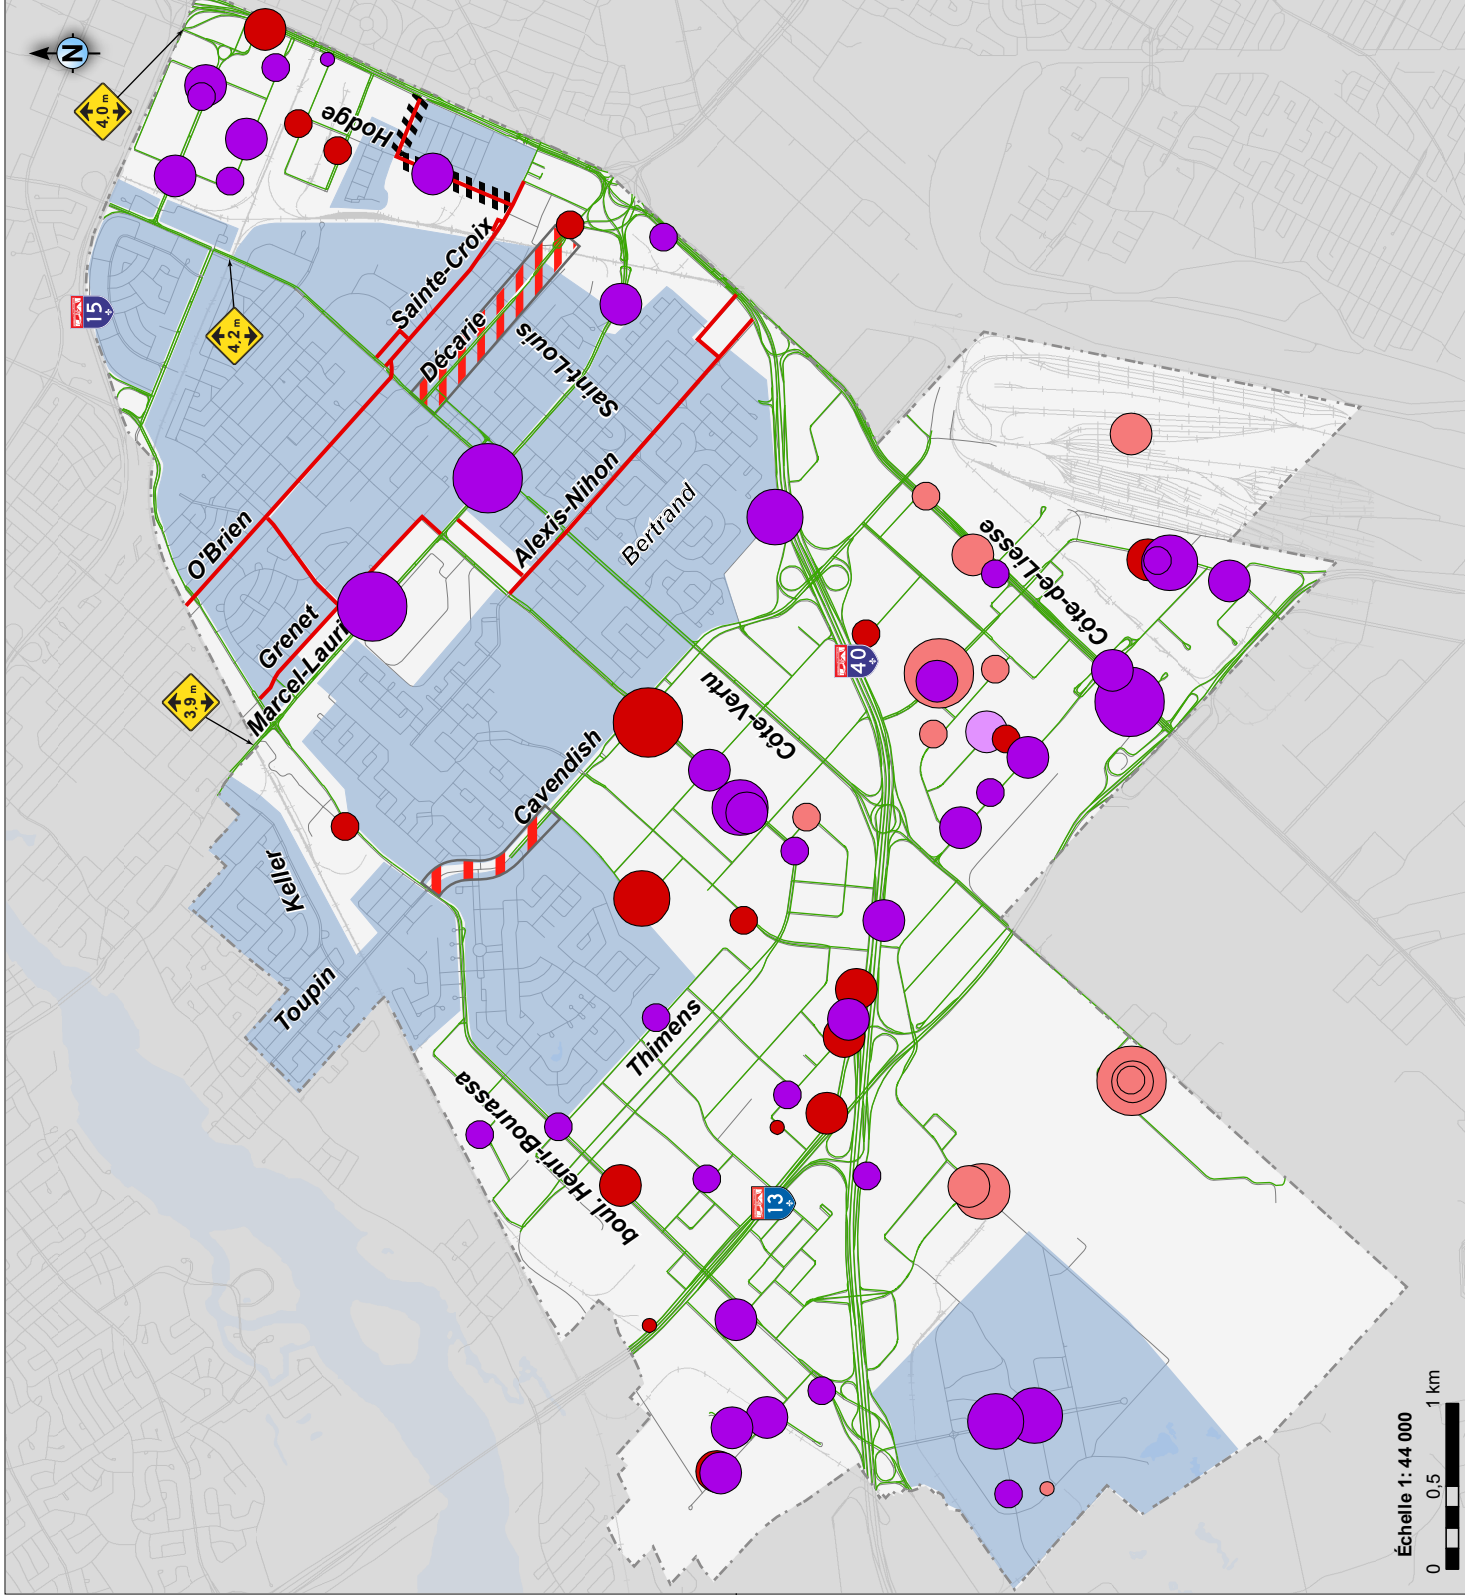 N
4,0 m
Hodge
15
4,2 m
Sainte-Croix
Décarie
Saint-Louis
O'Brien
Alexis-Nihon
Bertrand
Grenet
Marcel-Lauri
3,9 m
Côte-de-Liesse
40
Côte-Vertu
Cavendish
Keller
Toupin
Thimens
boul. Henri-Bourassa
13
Échelle 1: 44 000
0
0,5
1 km